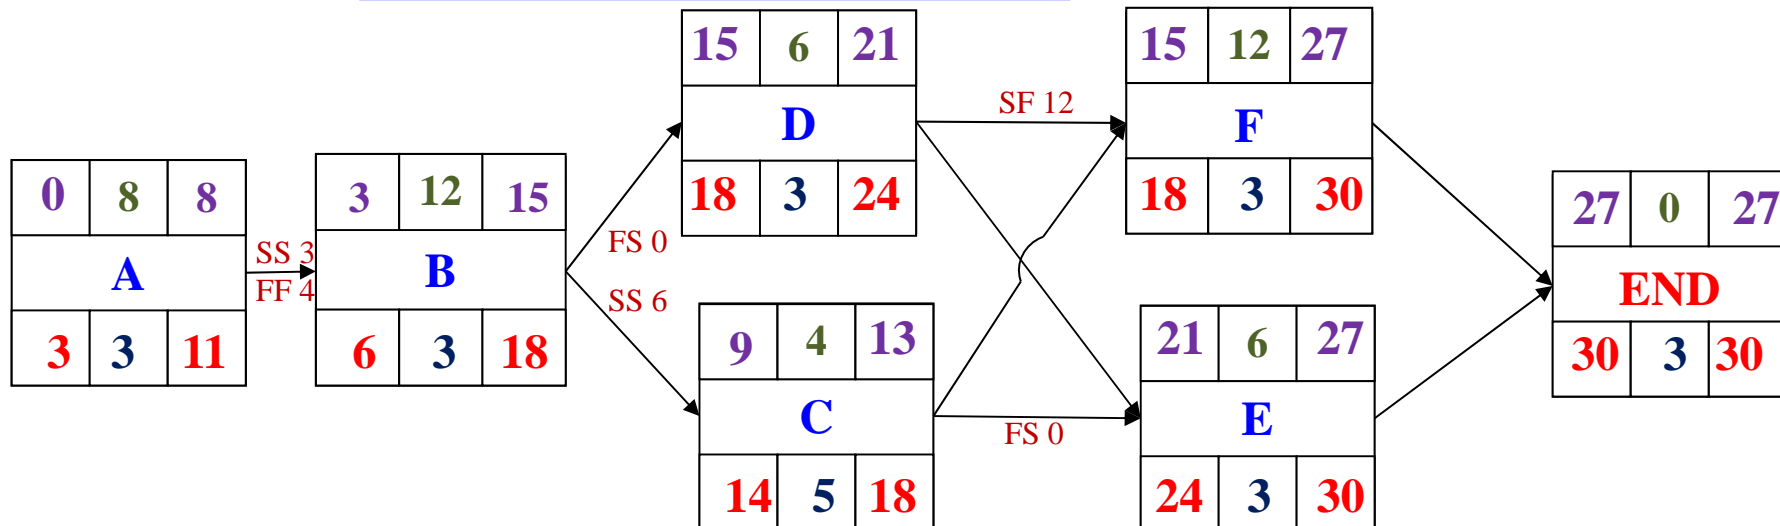 0 8 8
A
3 3 11
SS 3
FF 4
3 12 15
B
6 3 18
FS 0
SS 6
15 6 21
D
18 3 24
9 4 13
C
14 5 18
SF 12
FS 0
15 12 27
F
18 3 30
21 6 27
E
24 3 30
27 0 27
END
30 3 30